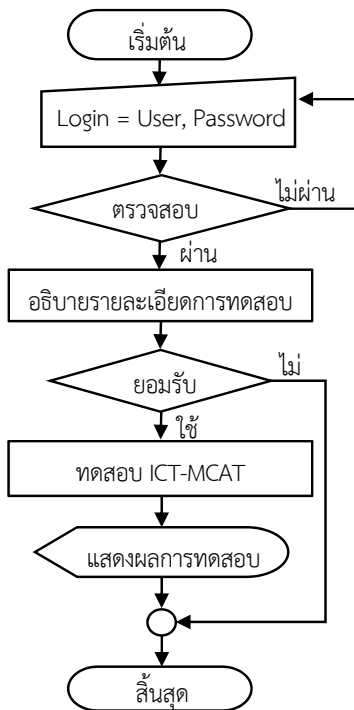 เริ่มต้น
Login = User, Password
ตรวจสอบ
ไม่ผ่าน
ผ่าน
อธิบายรายละเอียดการทดสอบ
ยอมรับ
ไม่
ใช้
ทดสอบ ICT-MCAT
แสดงผลการทดสอบ
สิ้นสุด